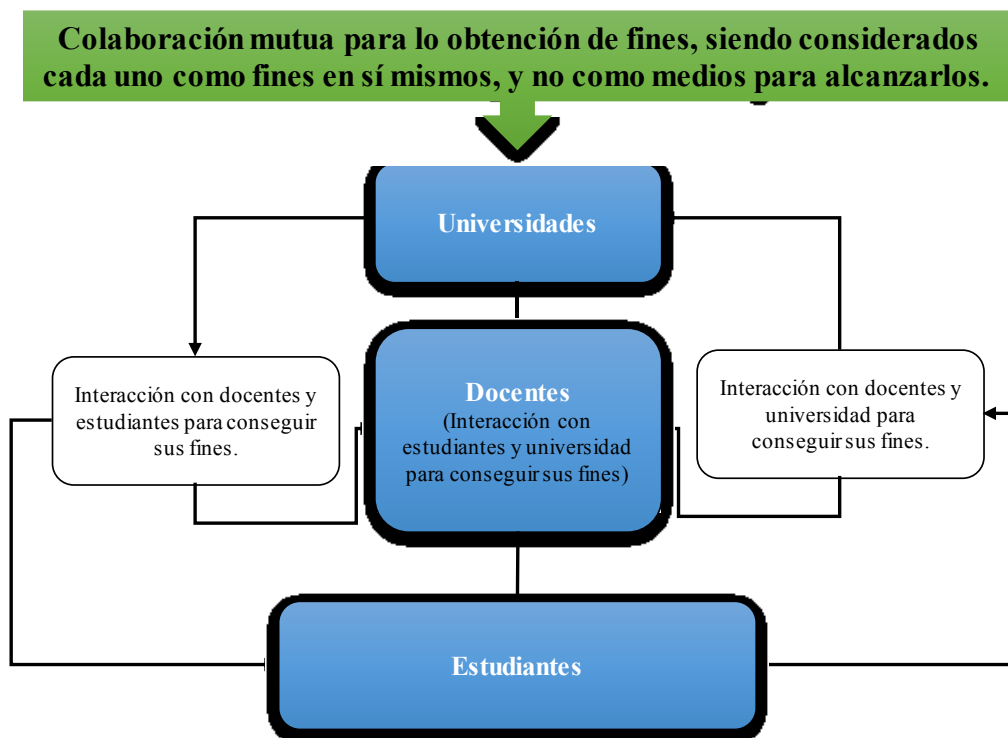 Colaboración mutua para lo obtención de fines, siendo considerados
cada uno como fines en sí mismos, y no como medios para alcanzarlos.
Universidades
Interacción con docentes y
estudiantes para conseguir
sus fines.
Docentes
(Interacción con
estudiantes y universidad
para conseguir sus fines)
Interacción con docentes y
universidad para
conseguir sus fines.
Estudiantes